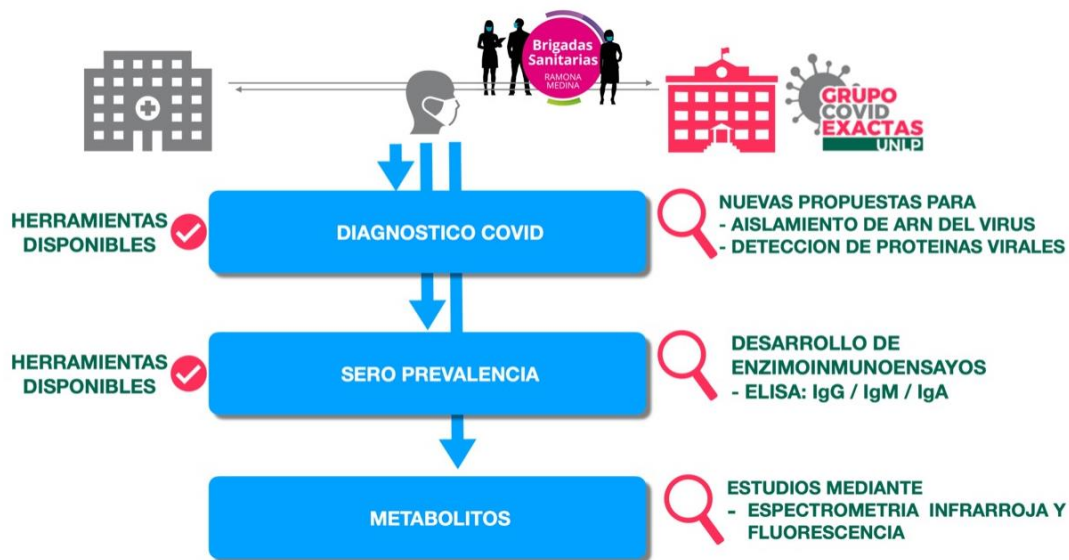 Brigadas
Sanitarias
RAMONA
MEDINA
GRUPO
COVID
EXACTAS
UNLP
HERRAMIENTAS
DISPONIBLES
DIAGNOSTICO COVID
NUEVAS PROPUESTAS PARA
- AISLAMIENTO DE ARN DEL VIRUS
- DETECCION DE PROTEINAS VIRALES
HERRAMIENTAS
DISPONIBLES
SERO PREVALENCIA
DESARROLLO DE
ENZIMOINMUNOENSAYOS
- ELISA: IgG / IgM / IgA
METABOLITOS
ESTUDIOS MEDIANTE
- ESPECTROMETRIA INFRARROJA Y
FLUORESCENCIA